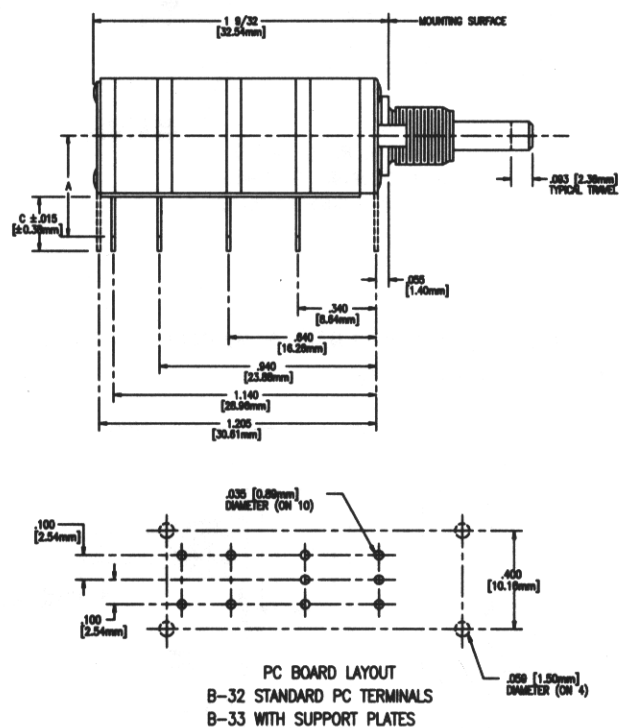 1 9/32
[32.54mm]
MOUNTING SURFACE
A
.093 [2.36mm]
TYPICAL TRAVEL
C ±.015
[±0.38mm]
.055
[1.40mm]
.340
[8.64mm]
.640
[16.26mm]
.940
[23.88mm]
1.140
[28.96mm]
1.205
[30.61mm]
.035 [0.89mm]
DIAMETER (ON 10)
.100
[2.54mm]
.400
[10.16mm]
.100
[2.54mm]
PC BOARD LAYOUT
.059 [1.50mm]
DIAMETER (ON 4)
B-32 STANDARD PC TERMINALS
B-33 WITH SUPPORT PLATES